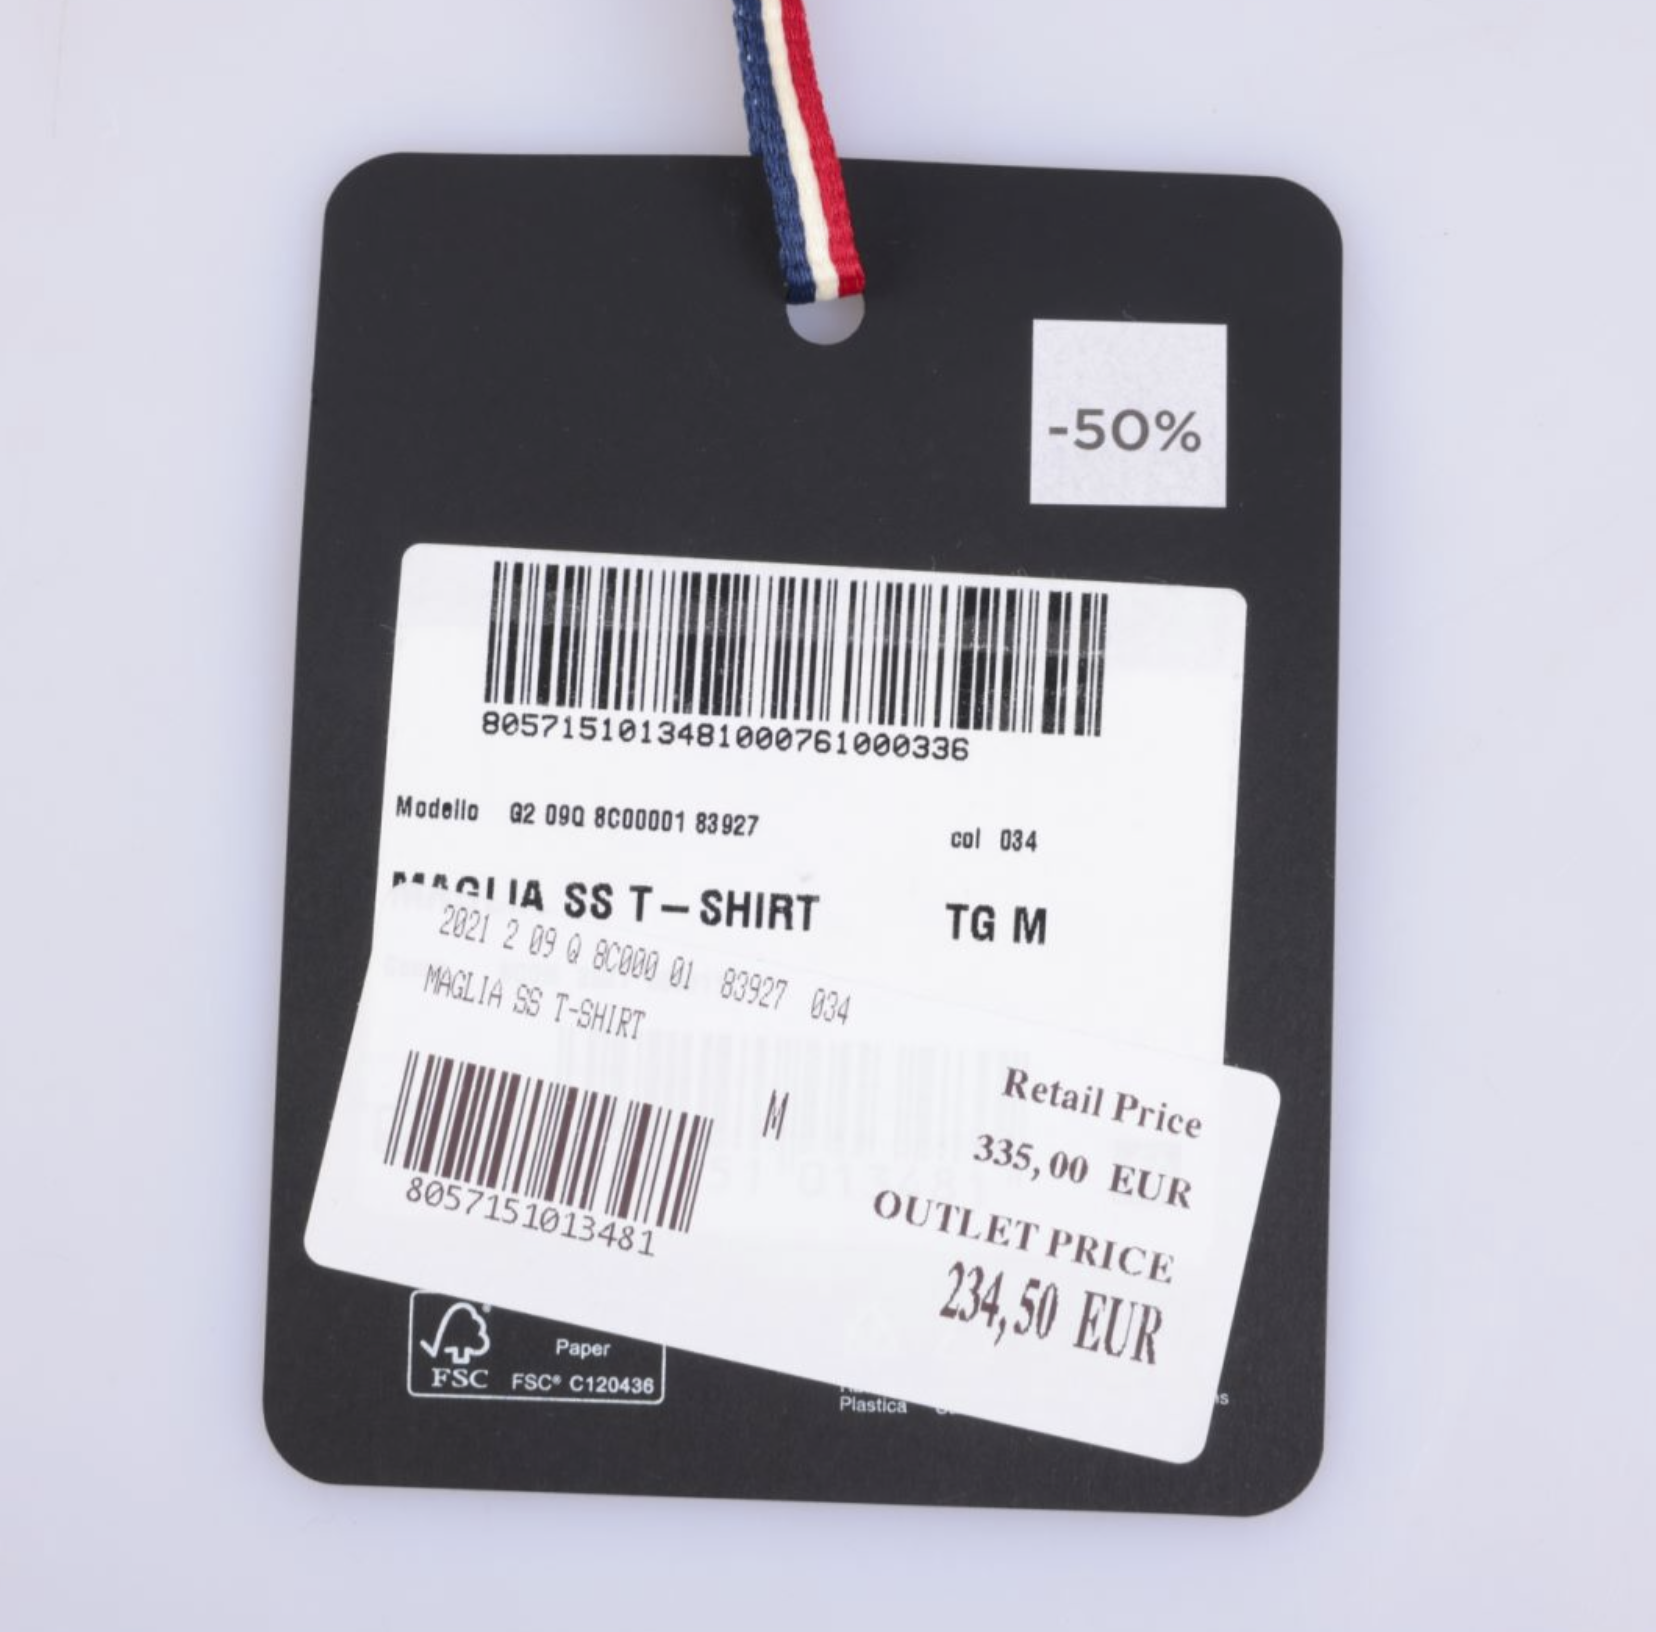 -50%
8057151013481000761000336
Modello G2 09Q 8C00001 83927 col 034
MAGLIA SS T-SHIRT TG M
2021 2 09 Q 8C000 01 83927 034
MAGLIA SS T-SHIRT
M
8057151013481
Retail Price
335,00 EUR
OUTLET PRICE
234,50 EUR
Paper
FSC FSC® C120436
Plastica